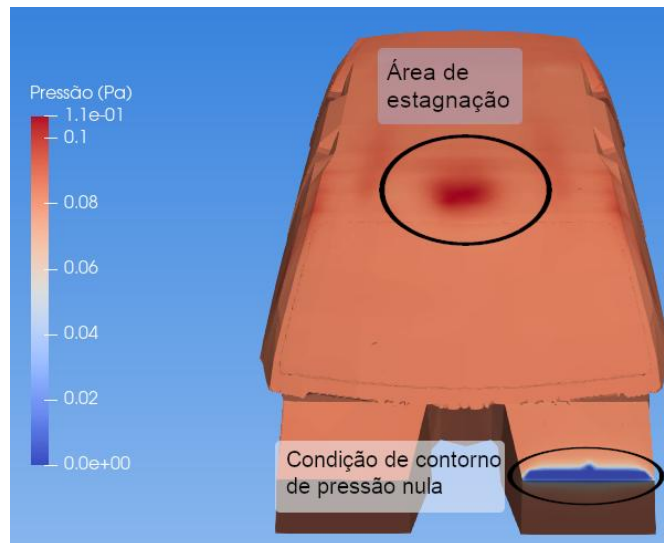 Área de
estagnação
Pressão (Pa)
1.1e-01
0.1
0.08
0.06
0.04
0.02
0.0e+00
Condição de contorno
de pressão nula